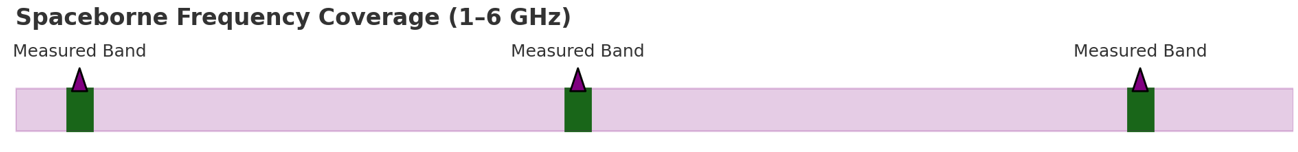 Spaceborne Frequency Coverage (1–6 GHz)
Measured Band Measured Band Measured Band